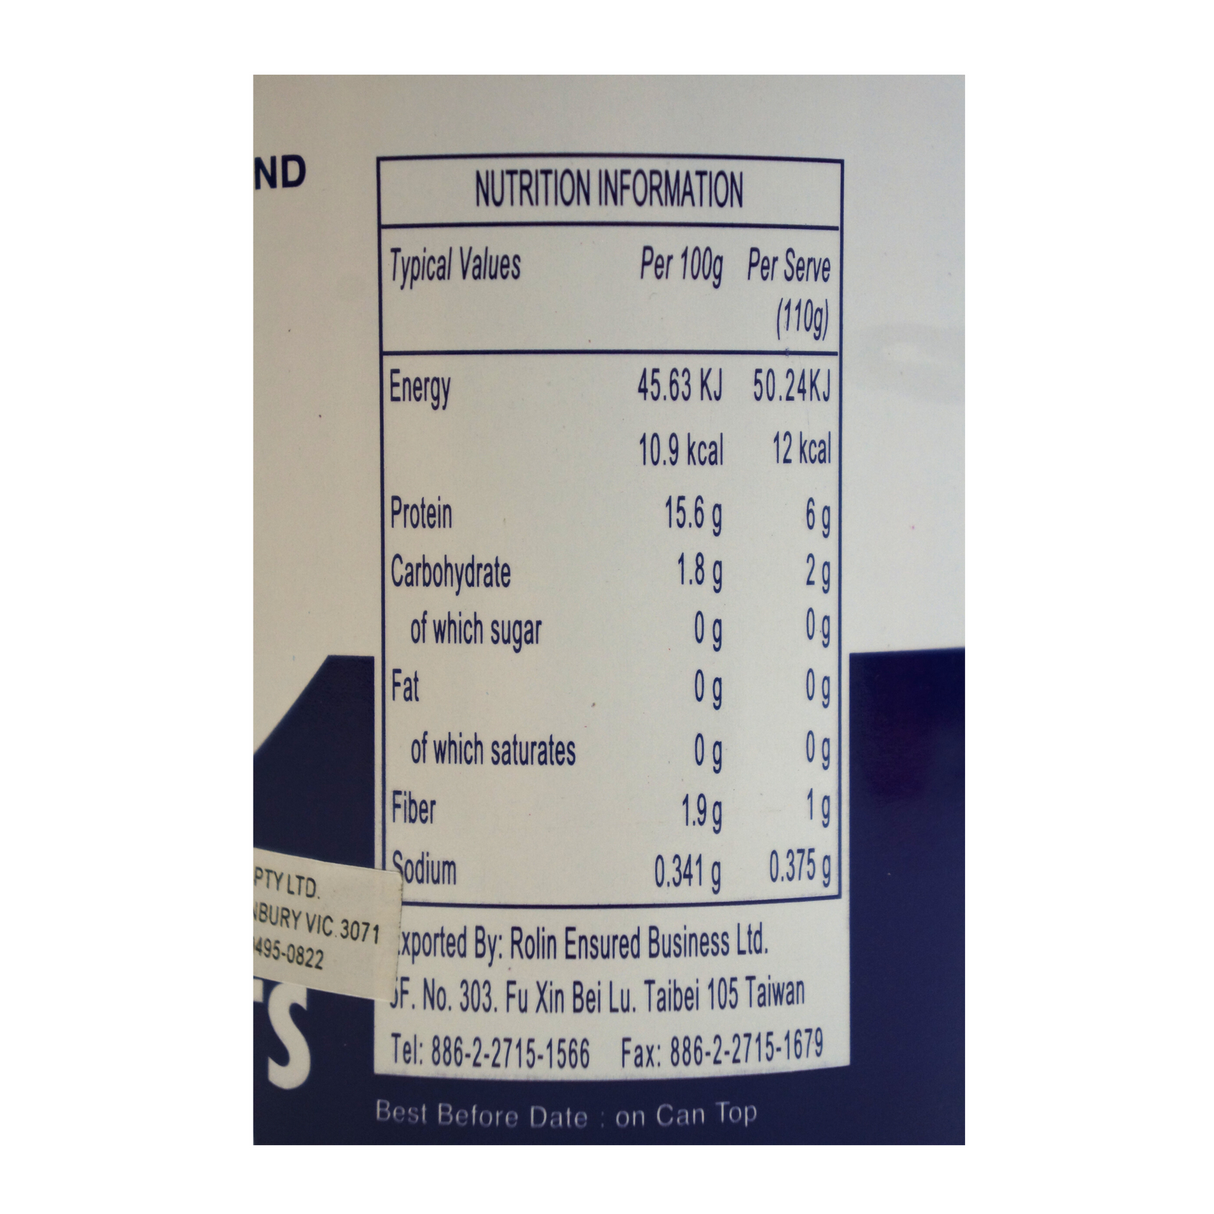 ND
NUTRITION INFORMATION
Typical Values Per 100g Per Serve
(110g)
Energy 45.63 KJ 50.24KJ
10.9 kcal 12 kcal
Protein 15.6 g 6 g
Carbohydrate 1.8 g 2 g
of which sugar 0 g 0 g
Fat 0 g 0 g
of which saturates 0 g 0 g
Fiber 1.9 g 1 g
Sodium 0.341 g 0.375 g
PTY LTD.
NBURY VIC.3071
495-0822
TS
xported By: Rolin Ensured Business Ltd.
F. No. 303. Fu Xin Bei Lu. Taibei 105 Taiwan
Tel: 886-2-2715-1566 Fax: 886-2-2715-1679
Best Before Date : on Can Top